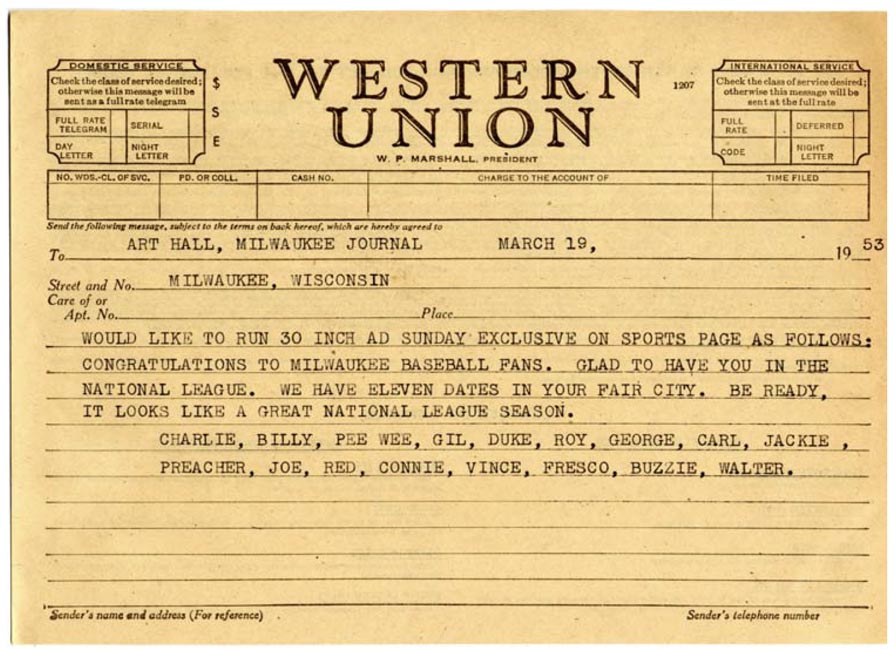 DOMESTIC SERVICE
Check the class of service desired;
otherwise this message will be
sent as a full rate telegram
FULL RATE TELEGRAM
SERIAL
DAY LETTER
NIGHT LETTER
$
S
E
WESTERN
UNION
1207
W. P. MARSHALL, PRESIDENT
INTERNATIONAL SERVICE
Check the class of service desired;
otherwise this message will be
sent at the full rate
FULL RATE
DEFERRED
CODE
NIGHT LETTER
NO. WDS.-CL. OF SVC. PD. OR COLL. CASH NO. CHARGE TO THE ACCOUNT OF TIME FILED
Send the following message, subject to the terms on back hereof, which are hereby agreed to
To ART HALL, MILWAUKEE JOURNAL MARCH 19, 19 53
Street and No. MILWAUKEE, WISCONSIN
Care of or
Apt. No. Place
WOULD LIKE TO RUN 30 INCH AD SUNDAY EXCLUSIVE ON SPORTS PAGE AS FOLLOWS:
CONGRATULATIONS TO MILWAUKEE BASEBALL FANS. GLAD TO HAVE YOU IN THE
NATIONAL LEAGUE. WE HAVE ELEVEN DATES IN YOUR FAIR CITY. BE READY,
IT LOOKS LIKE A GREAT NATIONAL LEAGUE SEASON.
CHARLIE, BILLY, PEE WEE, GIL, DUKE, ROY, GEORGE, CARL, JACKIE ,
PREACHER, JOE, RED, CONNIE, VINCE, FRESCO, BUZZIE, WALTER.
Sender's name and address (For reference) Sender's telephone number